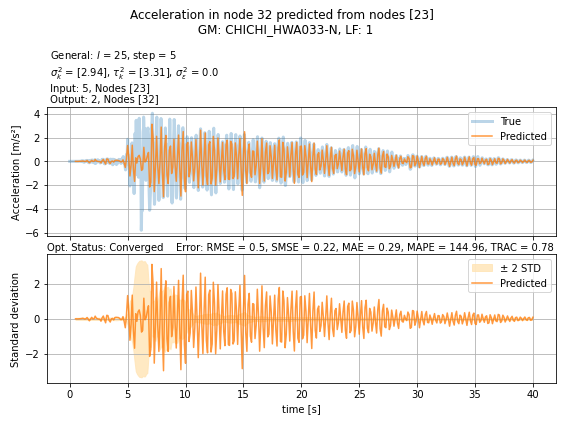 Acceleration in node 32 predicted from nodes [23]
GM: CHICHI_HWA033-N, LF: 1
General: l = 25, step = 5
σ²ₖ = [2.94], τ²ₖ = [3.31], σ²ᵣ = 0.0
Input: 5, Nodes [23]
Output: 2, Nodes [32]
4
2
0
−2
−4
−6
Acceleration [m/s²]
True
Predicted
Opt. Status: Converged Error: RMSE = 0.5, SMSE = 0.22, MAE = 0.29, MAPE = 144.96, TRAC = 0.78
2
0
−2
Standard deviation
± 2 STD
Predicted
0 5 10 15 20 25 30 35 40
time [s]